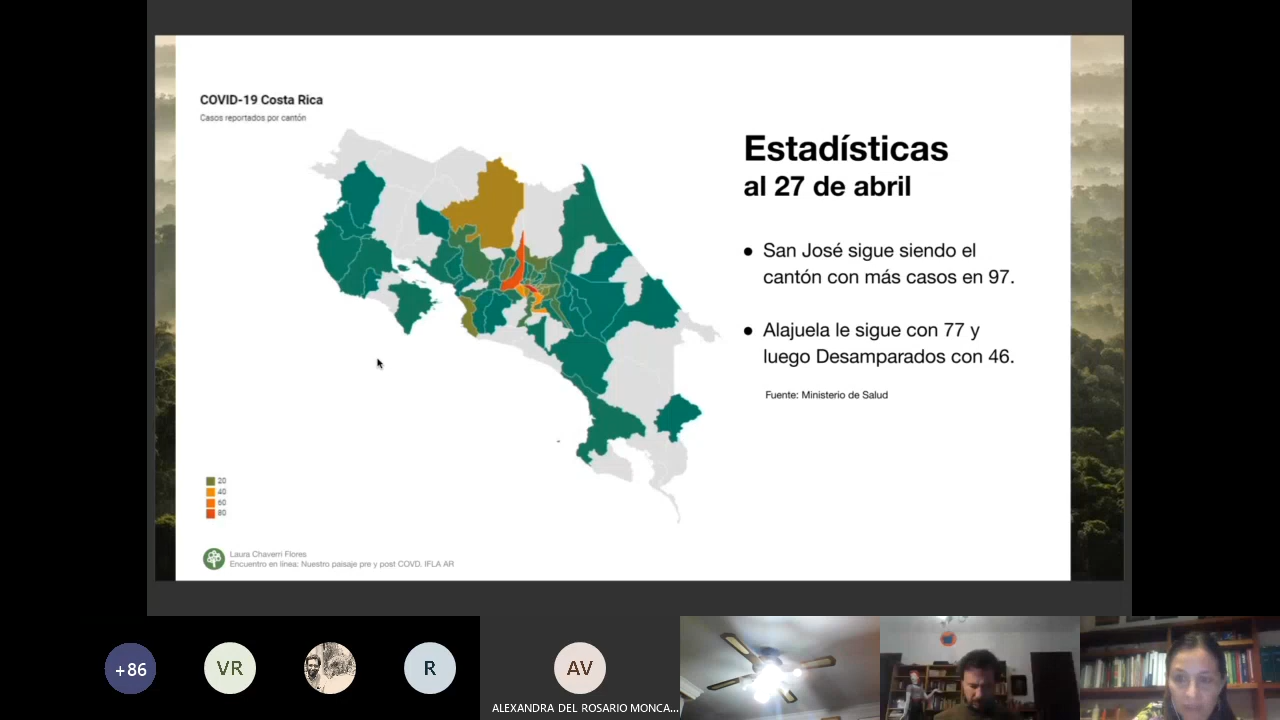 COVID-19 Costa Rica
Casos reportados por cantón
Estadísticas
al 27 de abril
● San José sigue siendo el
cantón con más casos en 97.
● Alajuela le sigue con 77 y
luego Desamparados con 46.
Fuente: Ministerio de Salud
20
40
60
80
Laura Chaverri Flores
Encuentro en línea: Nuestro paisaje pre y post COVD. IFLA AR
+86
VR
R
AV
ALEXANDRA DEL ROSARIO MONCA...